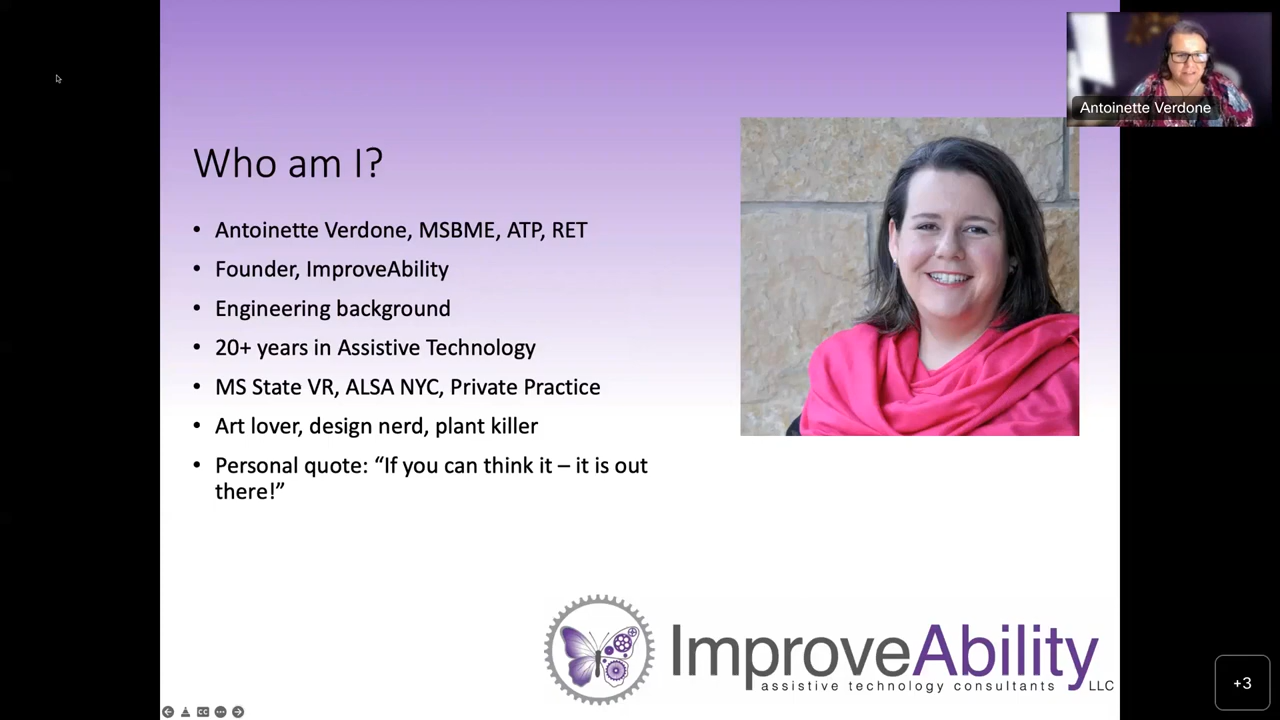 Antoinette Verdone
Who am I?
• Antoinette Verdone, MSBME, ATP, RET
• Founder, ImproveAbility
• Engineering background
• 20+ years in Assistive Technology
• MS State VR, ALSA NYC, Private Practice
• Art lover, design nerd, plant killer
• Personal quote: “If you can think it – it is out
there!”
ImproveAbility
assistive technology consultants LLC
CC
+3